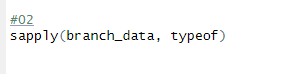 #02
sapply(branch_data, typeof)